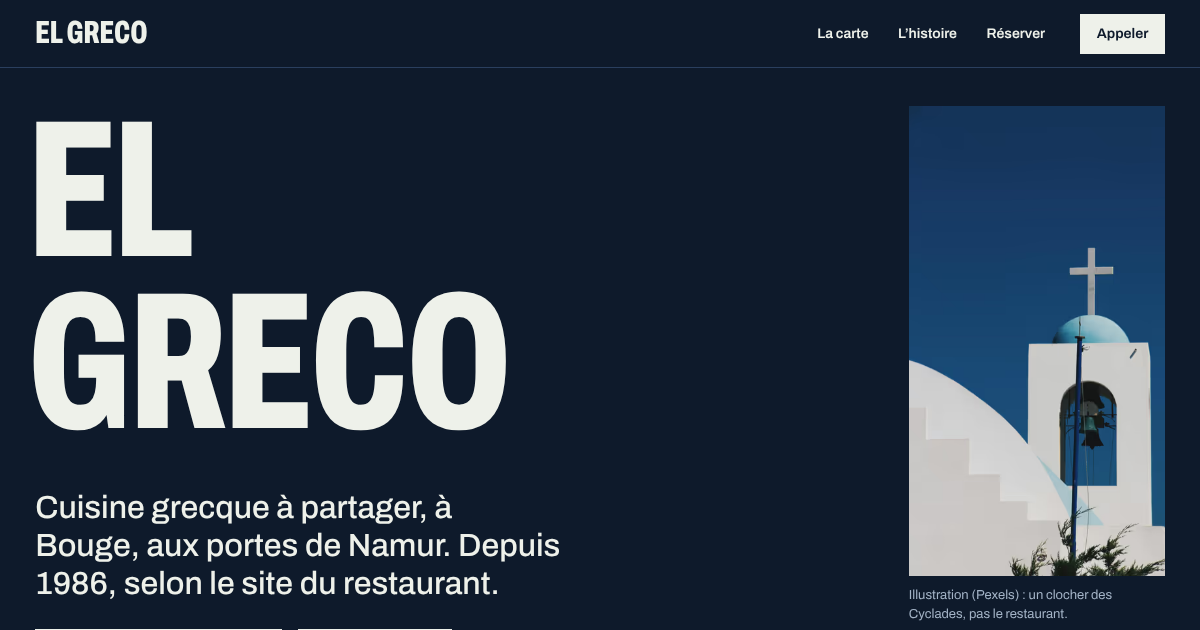 EL GRECO
La carte
L’histoire
Réserver
Appeler
EL
GRECO
Cuisine grecque à partager, à
Bouge, aux portes de Namur. Depuis
1986, selon le site du restaurant.
Illustration (Pexels) : un clocher des
Cyclades, pas le restaurant.